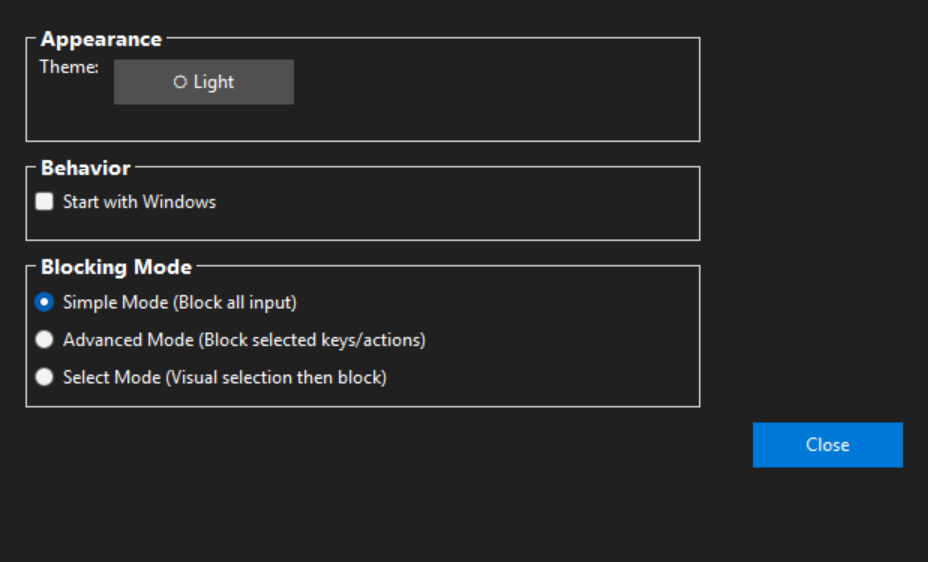 Appearance
Theme:
Light
Behavior
Start with Windows
Blocking Mode
Simple Mode (Block all input)
Advanced Mode (Block selected keys/actions)
Select Mode (Visual selection then block)
Close